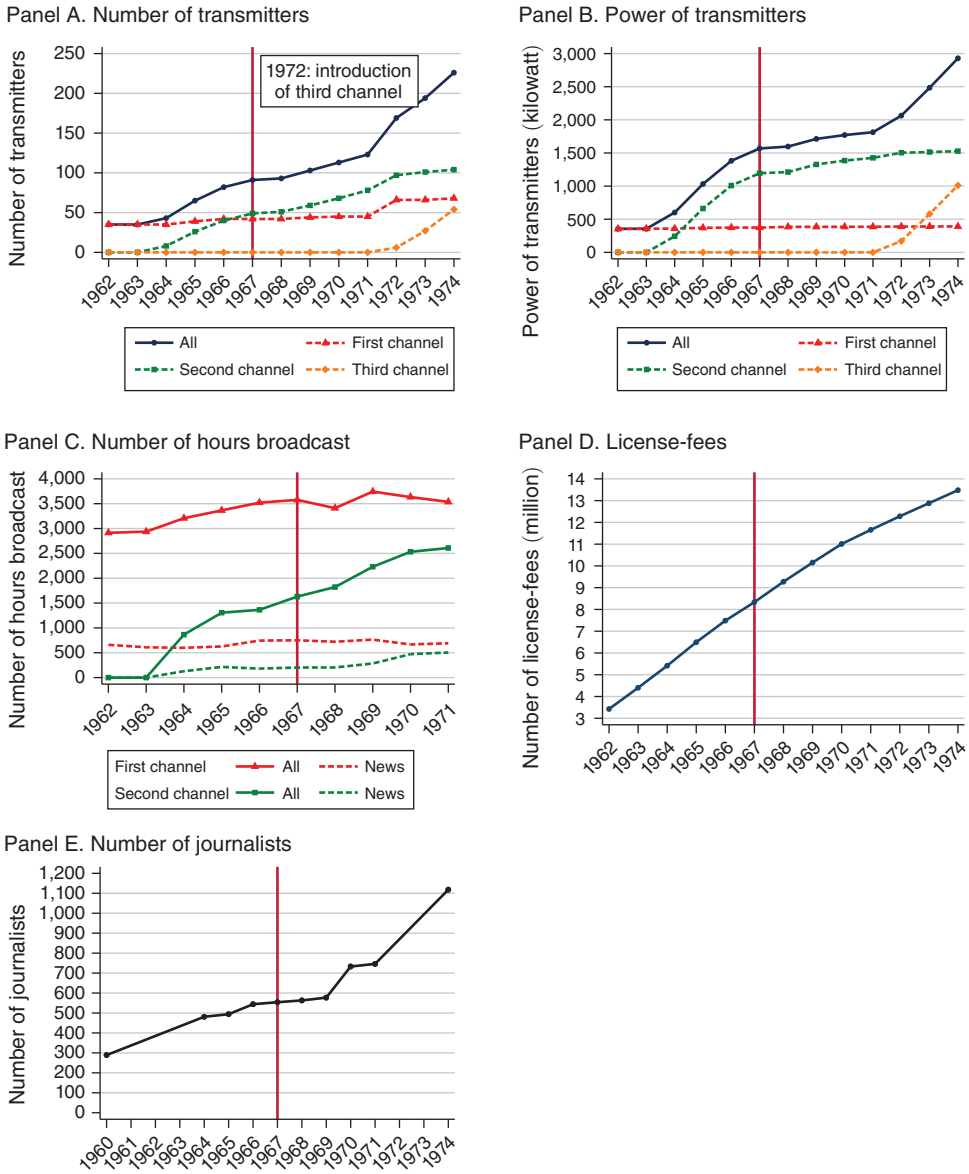 Panel A. Number of transmitters
Number of transmitters
250
200
150
100
50
0
1972: introduction
of third channel
1962 1963 1964 1965 1966 1967 1968 1969 1970 1971 1972 1973 1974
All First channel
Second channel Third channel
Panel B. Power of transmitters
Power of transmitters (kilowatt)
3,000
2,500
2,000
1,500
1,000
500
0
1962 1963 1964 1965 1966 1967 1968 1969 1970 1971 1972 1973 1974
All First channel
Second channel Third channel
Panel C. Number of hours broadcast
Number of hours broadcast
4,000
3,500
3,000
2,500
2,000
1,500
1,000
500
0
1962 1963 1964 1965 1966 1967 1968 1969 1970 1971
First channel All News
Second channel All News
Panel D. License-fees
Number of license-fees (million)
14
13
12
11
10
9
8
7
6
5
4
3
1962 1963 1964 1965 1966 1967 1968 1969 1970 1971 1972 1973 1974
Panel E. Number of journalists
Number of journalists
1,200
1,100
1,000
900
800
700
600
500
400
300
200
100
0
1960 1961 1962 1963 1964 1965 1966 1967 1968 1969 1970 1971 1972 1973 1974